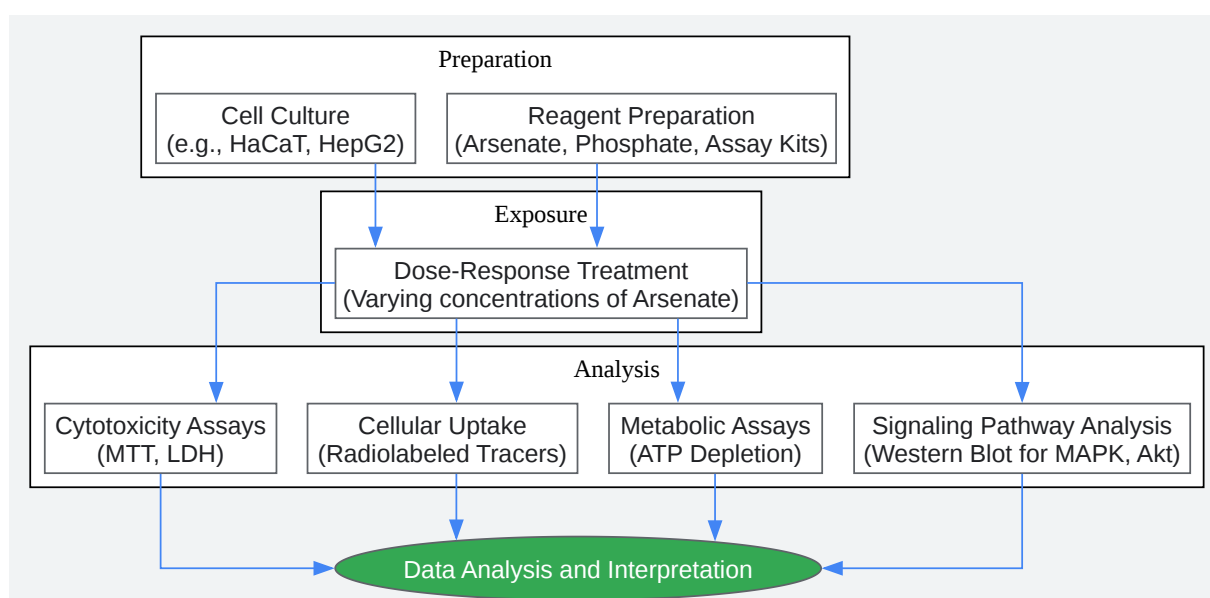 Preparation
Cell Culture
(e.g., HaCaT, HepG2)
Reagent Preparation
(Arsenate, Phosphate, Assay Kits)
Exposure
Dose-Response Treatment
(Varying concentrations of Arsenate)
Analysis
Cytotoxicity Assays
(MTT, LDH)
Cellular Uptake
(Radiolabeled Tracers)
Metabolic Assays
(ATP Depletion)
Signaling Pathway Analysis
(Western Blot for MAPK, Akt)
Data Analysis and Interpretation